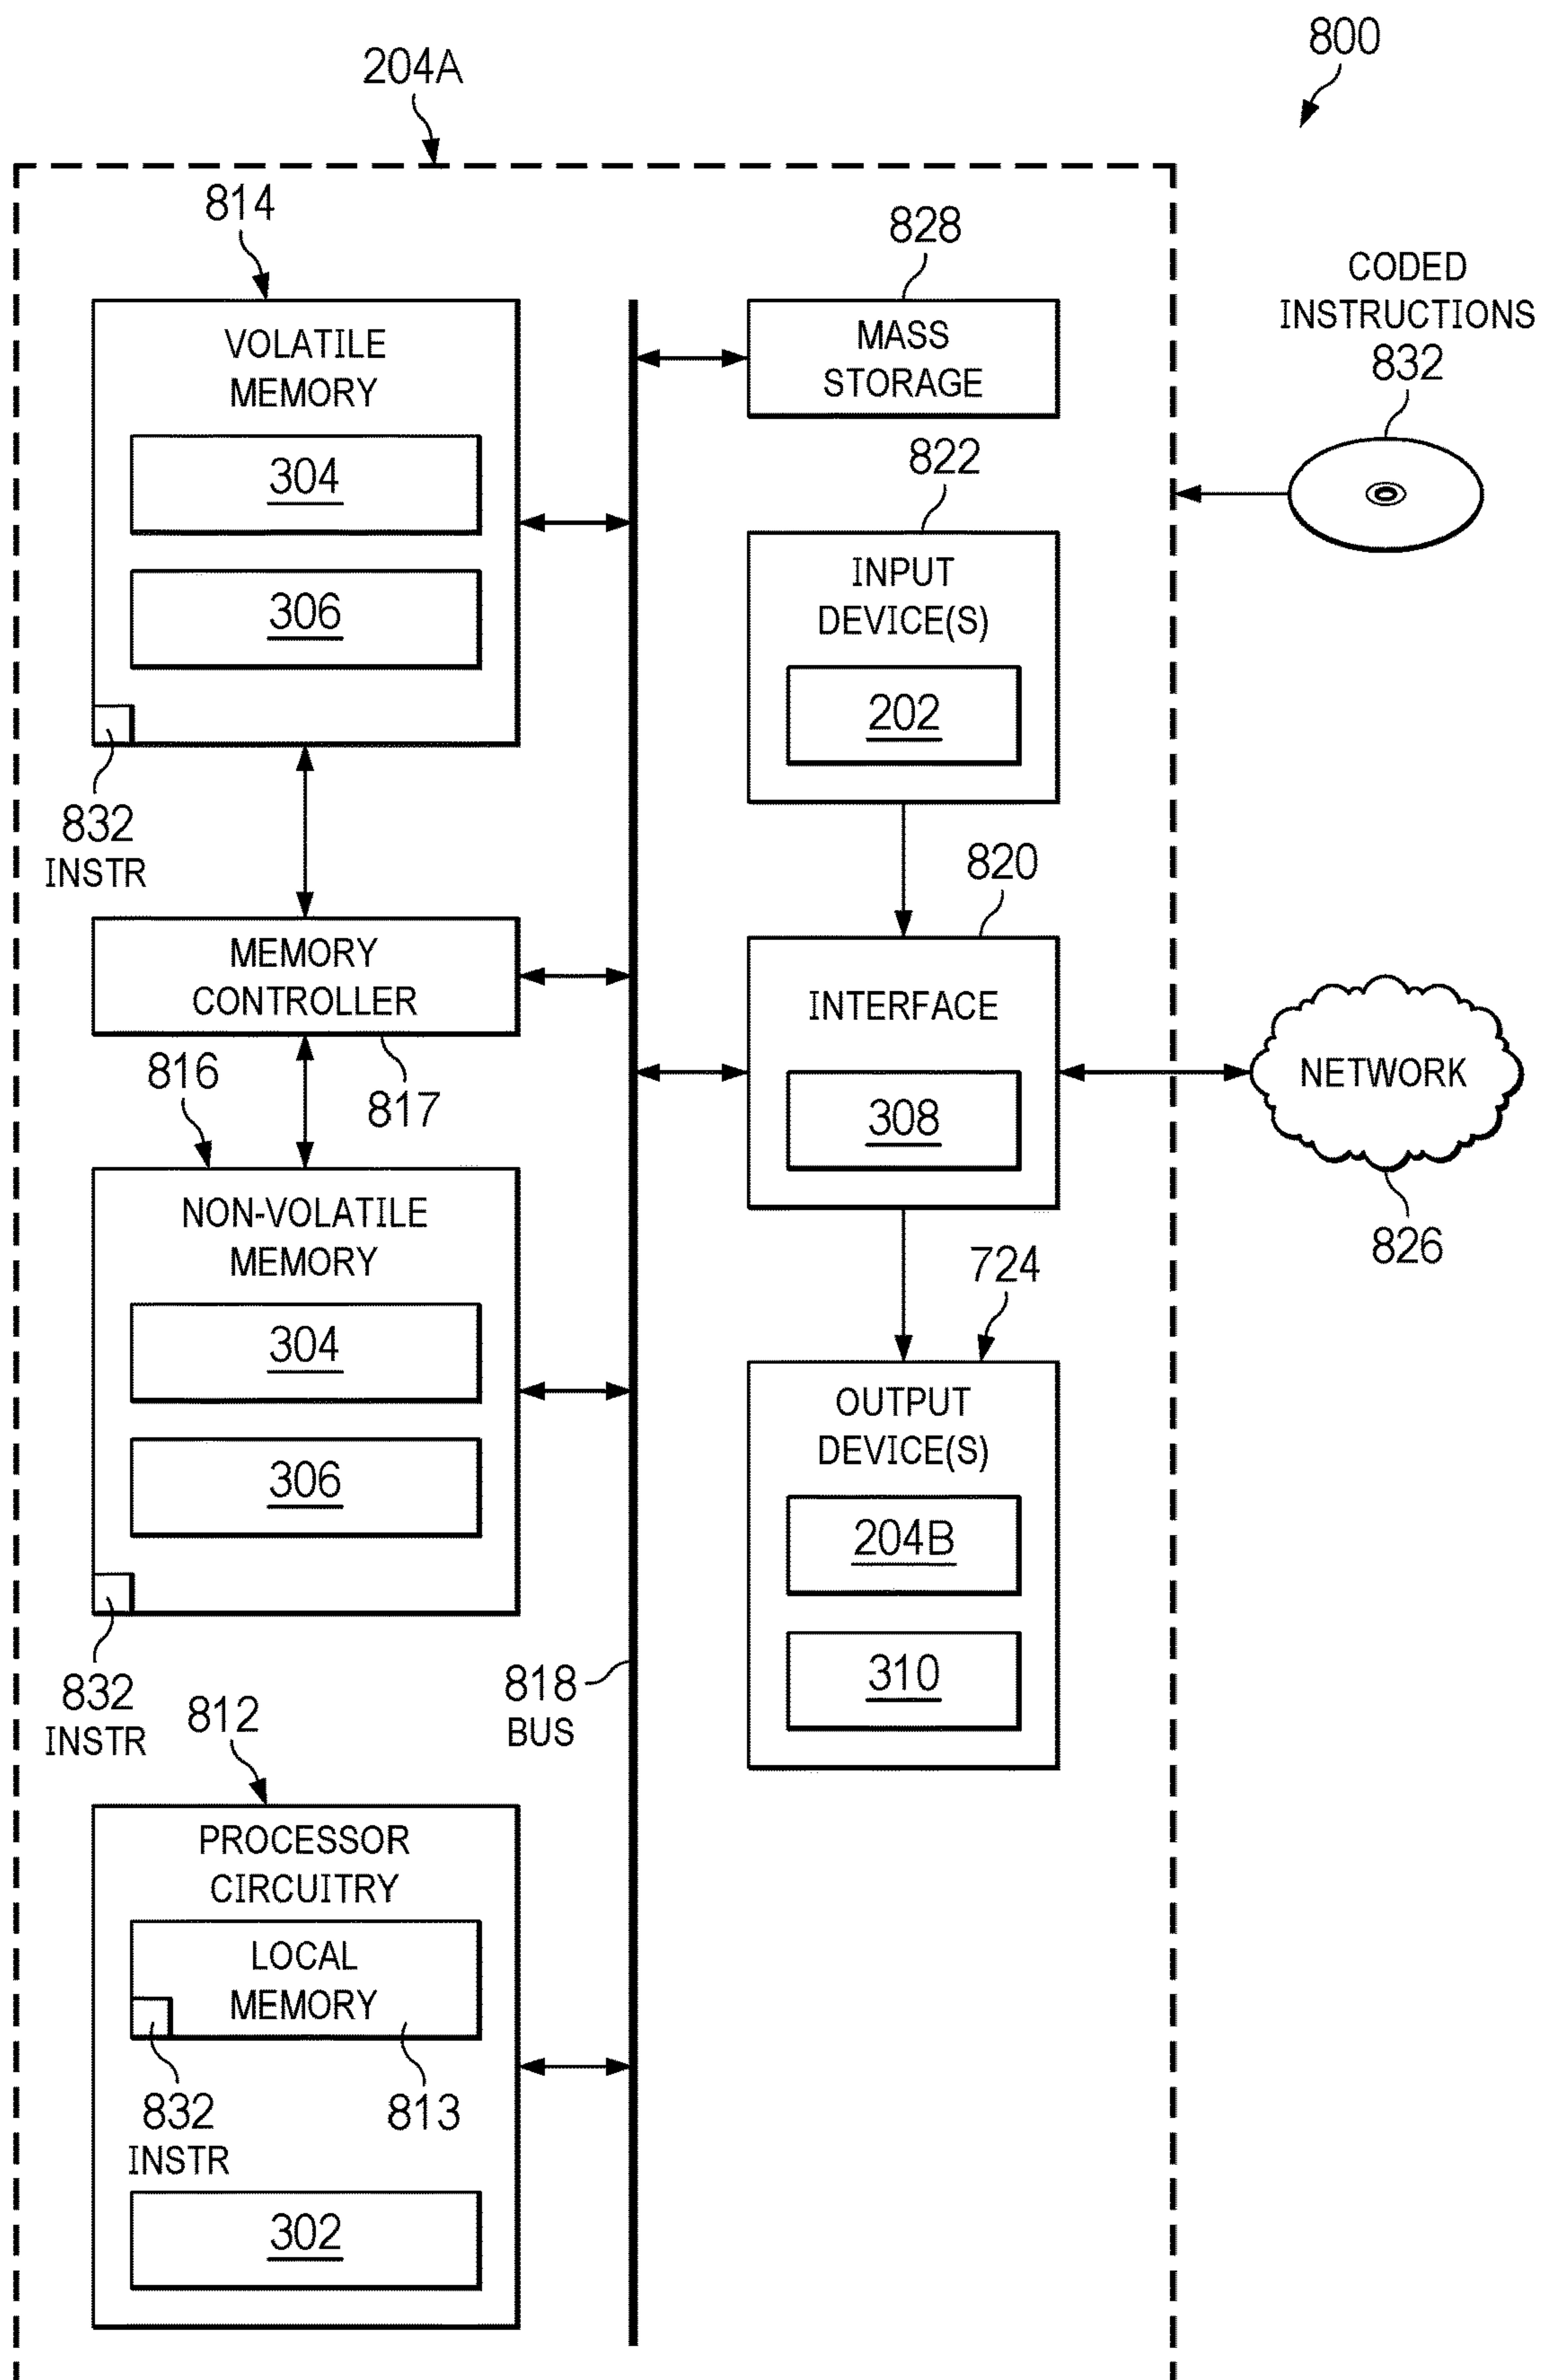 800
204A
814
VOLATILE
MEMORY
304
306
832
INSTR
MEMORY
CONTROLLER
817
816
NON-VOLATILE
MEMORY
304
306
832
INSTR
812
PROCESSOR
CIRCUITRY
LOCAL
MEMORY
832
INSTR
813
302
818
BUS
828
MASS
STORAGE
822
INPUT
DEVICE(S)
202
820
INTERFACE
308
724
OUTPUT
DEVICE(S)
204B
310
CODED
INSTRUCTIONS
832
NETWORK
826